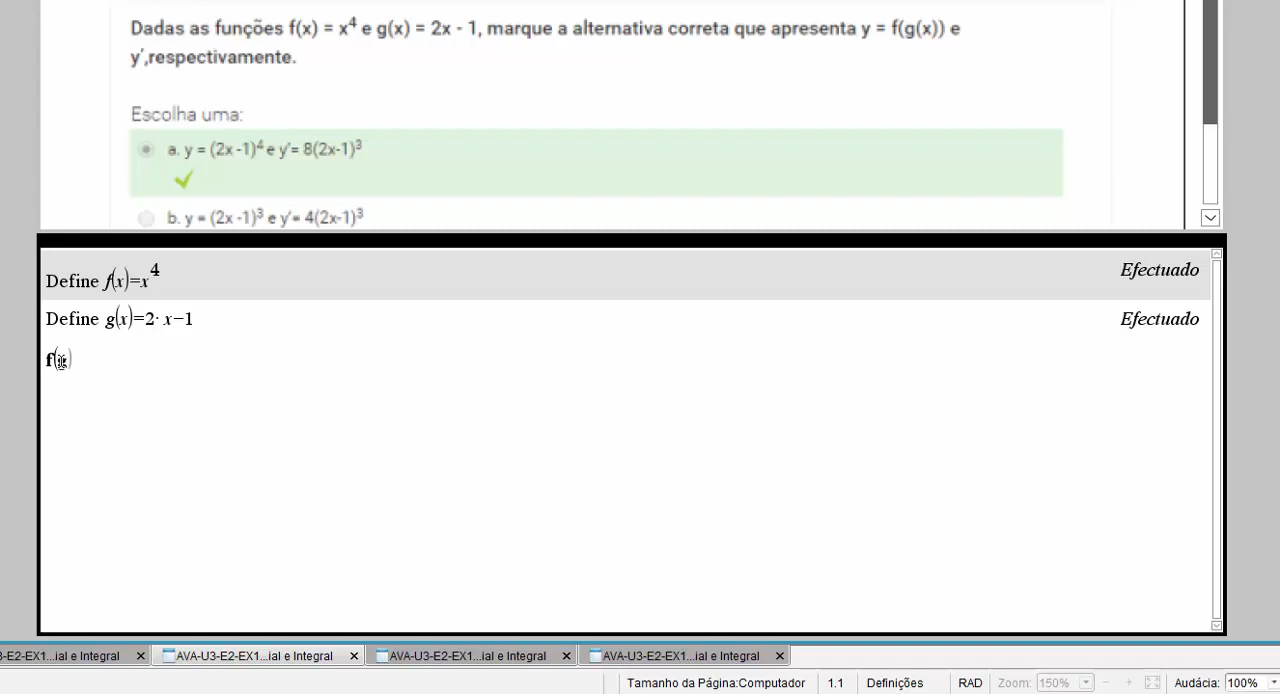 Dadas as funções f(x) = x⁴ e g(x) = 2x - 1, marque a alternativa correta que apresenta y = f(g(x)) e
y′,respectivamente.
Escolha uma:
a. y = (2x -1)⁴ e y′= 8(2x-1)³
b. y = (2x -1)³ e y′= 4(2x-1)³
Define f(x)=x⁴ Efectuado
Define g(x)=2· x−1 Efectuado
f(g)
3-E2-EX1...ial e Integral AVA-U3-E2-EX1...ial e Integral AVA-U3-E2-EX1...ial e Integral AVA-U3-E2-EX1...ial e Integral
Tamanho da Página:Computador 1.1 Definições RAD Zoom: 150% Audácia: 100%